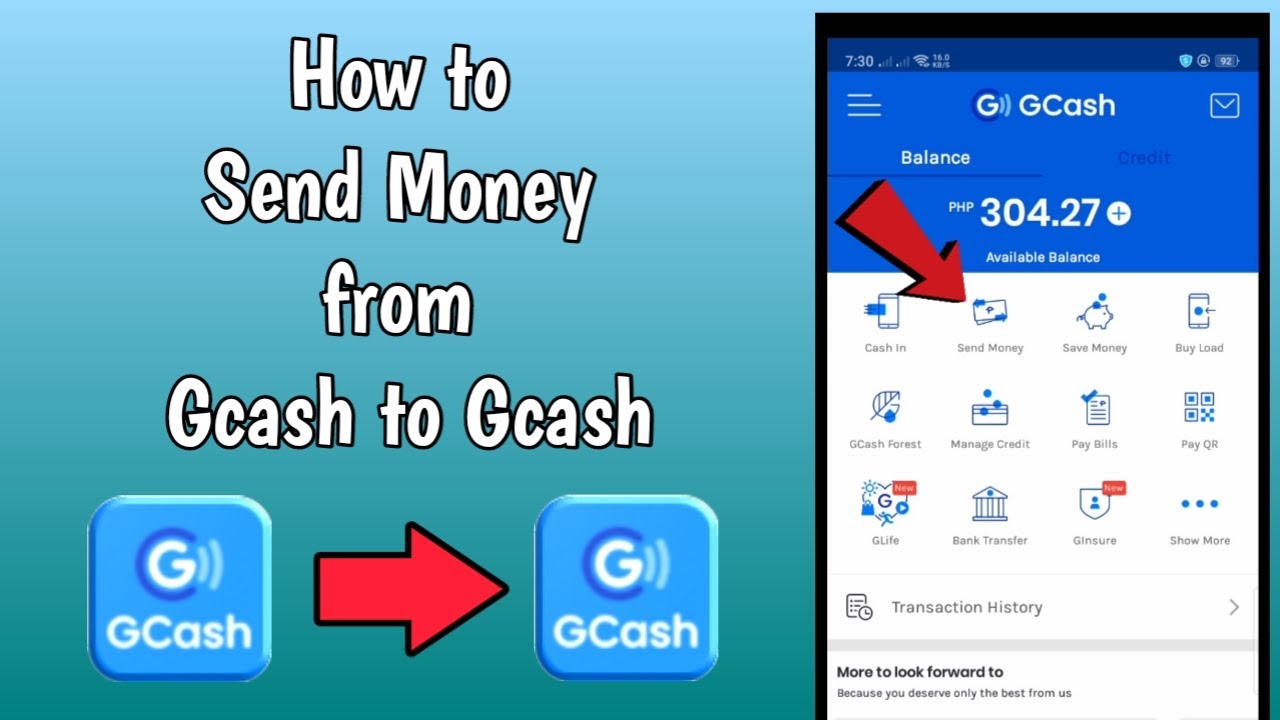 How to
Send Money
from
Gcash to Gcash
GCash
GCash
7:30
16.0
KB/S
92
GCash
Balance
Credit
PHP 304.27
Available Balance
Cash In
Send Money
Save Money
Buy Load
GCash Forest
Manage Credit
Pay Bills
Pay QR
New
New
GLife
Bank Transfer
GInsure
Show More
Transaction History
More to look forward to
Because you deserve only the best from us